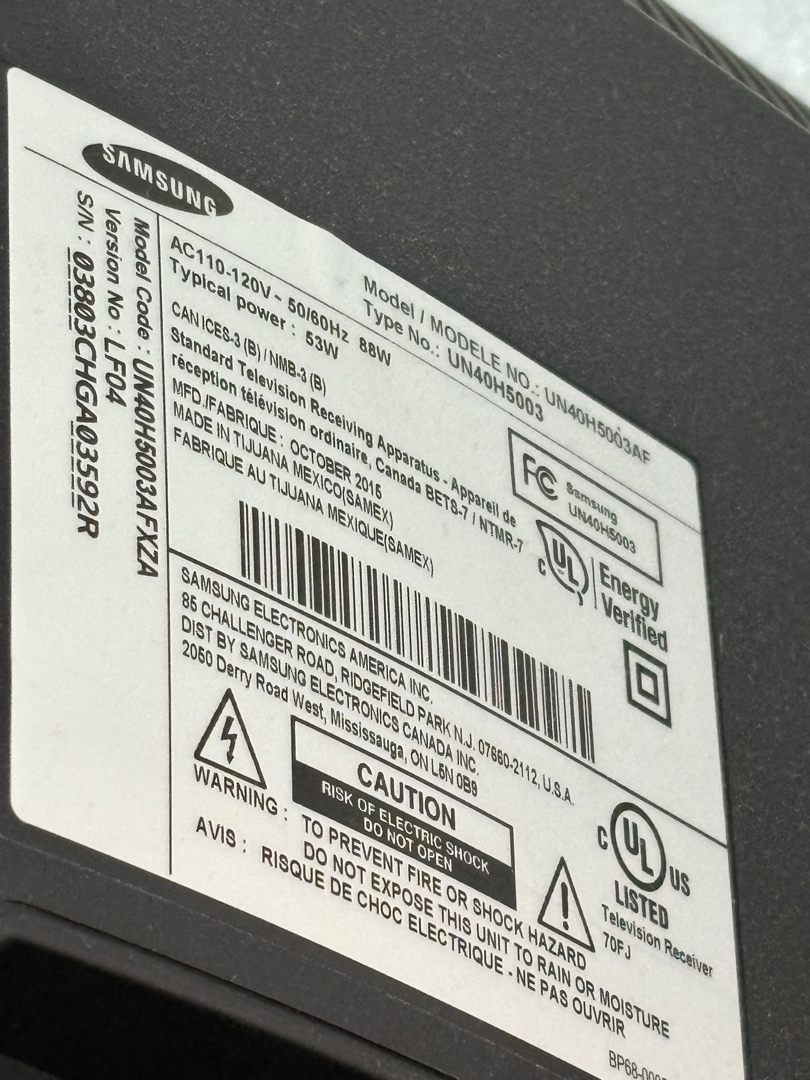 SAMSUNG
Model / MODELE NO.: UN40H5003AF
Type No.: UN40H5003
AC110-120V ~ 50/60Hz 88W
Typical power : 53W
CAN ICES-3 (B) / NMB-3 (B)
Standard Television Receiving Apparatus - Appareil de
réception télévision ordinaire, Canada BETS-7 / NTMR-7
MFD./FABRIQUE : OCTOBER 2015
MADE IN TIJUANA MEXICO(SAMEX)
FABRIQUE AU TIJUANA MEXIQUE(SAMEX)
FC Samsung
UN40H5003
C UL Energy
Verified
Model Code : UN40H5003AFXZA
Version No : LF04
S/N : 03803CHGA03592R
SAMSUNG ELECTRONICS AMERICA INC.
85 CHALLENGER ROAD, RIDGEFIELD PARK N.J. 07660-2112, U.S.A.
DIST BY SAMSUNG ELECTRONICS CANADA INC.
2050 Derry Road West, Mississauga, ON L5N 0B9
CAUTION
RISK OF ELECTRIC SHOCK
DO NOT OPEN
C UL US
LISTED
Television Receiver
70FJ
WARNING : TO PREVENT FIRE OR SHOCK HAZARD
DO NOT EXPOSE THIS UNIT TO RAIN OR MOISTURE
AVIS : RISQUE DE CHOC ELECTRIQUE - NE PAS OUVRIR